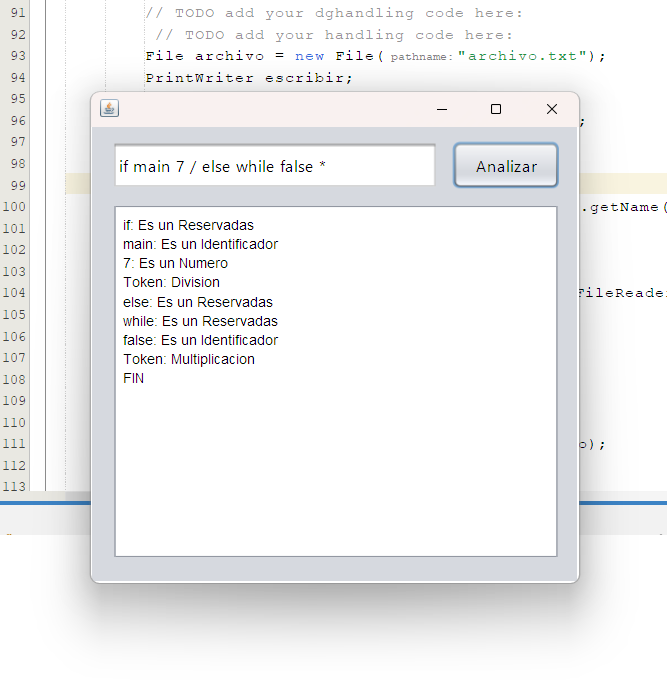 91 // TODO add your dghandling code here:
92 // TODO add your handling code here:
93 File archivo = new File( pathname: "archivo.txt");
94 PrintWriter escribir;
95
96 ;
97
98
99
100 .getName(
101
102
103
104 FileReade
105
106
107
108
109
110
111 o);
112
113
if main 7 / else while false *
Analizar
if: Es un Reservadas
main: Es un Identificador
7: Es un Numero
Token: Division
else: Es un Reservadas
while: Es un Reservadas
false: Es un Identificador
Token: Multiplicacion
FIN